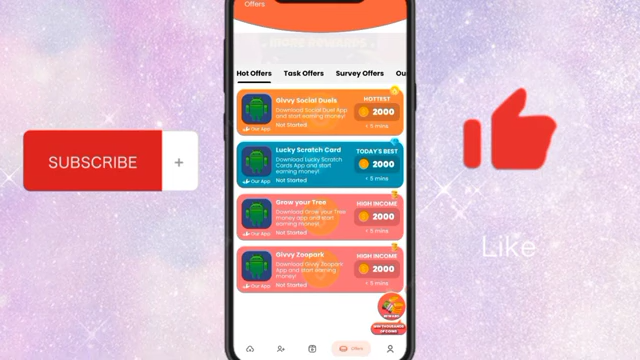 Offers
MORE REWARDS
Hot Offers Task Offers Survey Offers Ou
Givvy Social Duels
Download Social Duel App and start earning money!
Not Started
Our App
HOTTEST
2000
< 5 mins
Lucky Scratch Card
Download Lucky Scratch
Cards App and start
earning money!
Not Started
Our App
TODAY'S BEST
2000
< 5 mins
Grow your Tree
Download Grow your Tree
money app and start
earning money!
Not Started
Our App
HIGH INCOME
2000
< 5 mins
Givvy Zoopark
Download Givvy Zoopark
App and start earning
money!
Not Started
Our App
HIGH INCOME
2000
< 5 mins
Offers
SUBSCRIBE +
Like